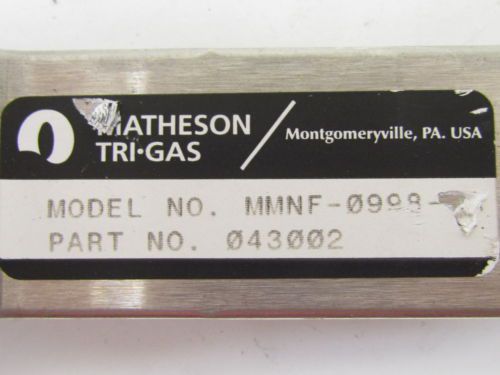 MATHESON
TRI·GAS
Montgomeryville, PA. USA
MODEL NO. MMNF-Ø998-
PART NO. Ø43ØØ2